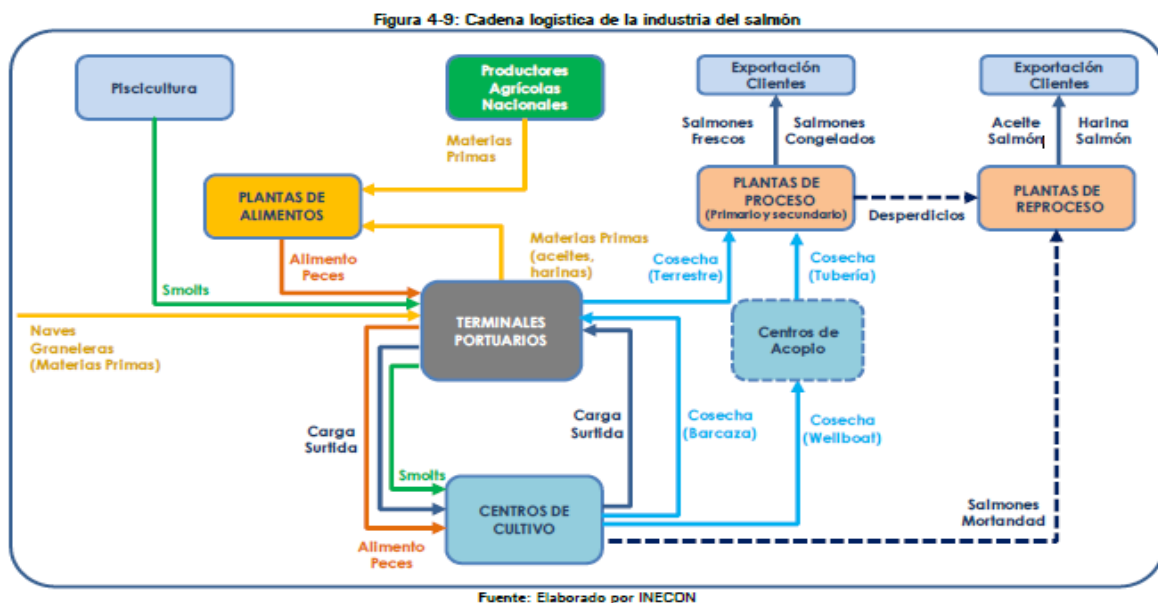 Figura 4-9: Cadena logística de la industria del salmón
Piscicultura
Productores
Agrícolas
Nacionales
Exportación
Clientes
Exportación
Clientes
Materias
Primas
Salmones
Frescos
Salmones
Congelados
Aceite
Salmón
Harina
Salmón
PLANTAS DE
ALIMENTOS
PLANTAS DE
PROCESO
(Primario y secundario)
Desperdicios
PLANTAS DE
REPROCESO
Alimento
Peces
Materias Primas
(aceites,
harinas)
Cosecha
(Terrestre)
Cosecha
(Tubería)
Smolts
Naves
Graneleras
(Materias Primas)
TERMINALES
PORTUARIOS
Centros de
Acopio
Carga
Surtida
Carga
Surtida
Cosecha
(Barcaza)
Cosecha
(Wellboat)
Smolts
CENTROS DE
CULTIVO
Salmones
Mortandad
Alimento
Peces
Fuente: Elaborado por INECON